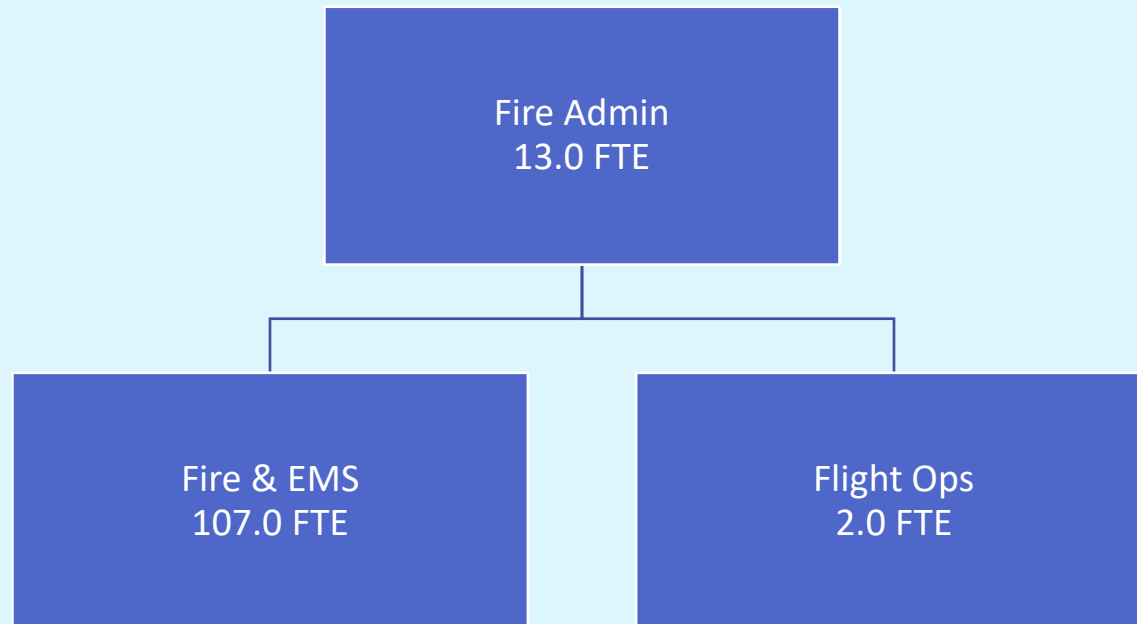 Fire Admin
13.0 FTE
Fire & EMS
107.0 FTE
Flight Ops
2.0 FTE